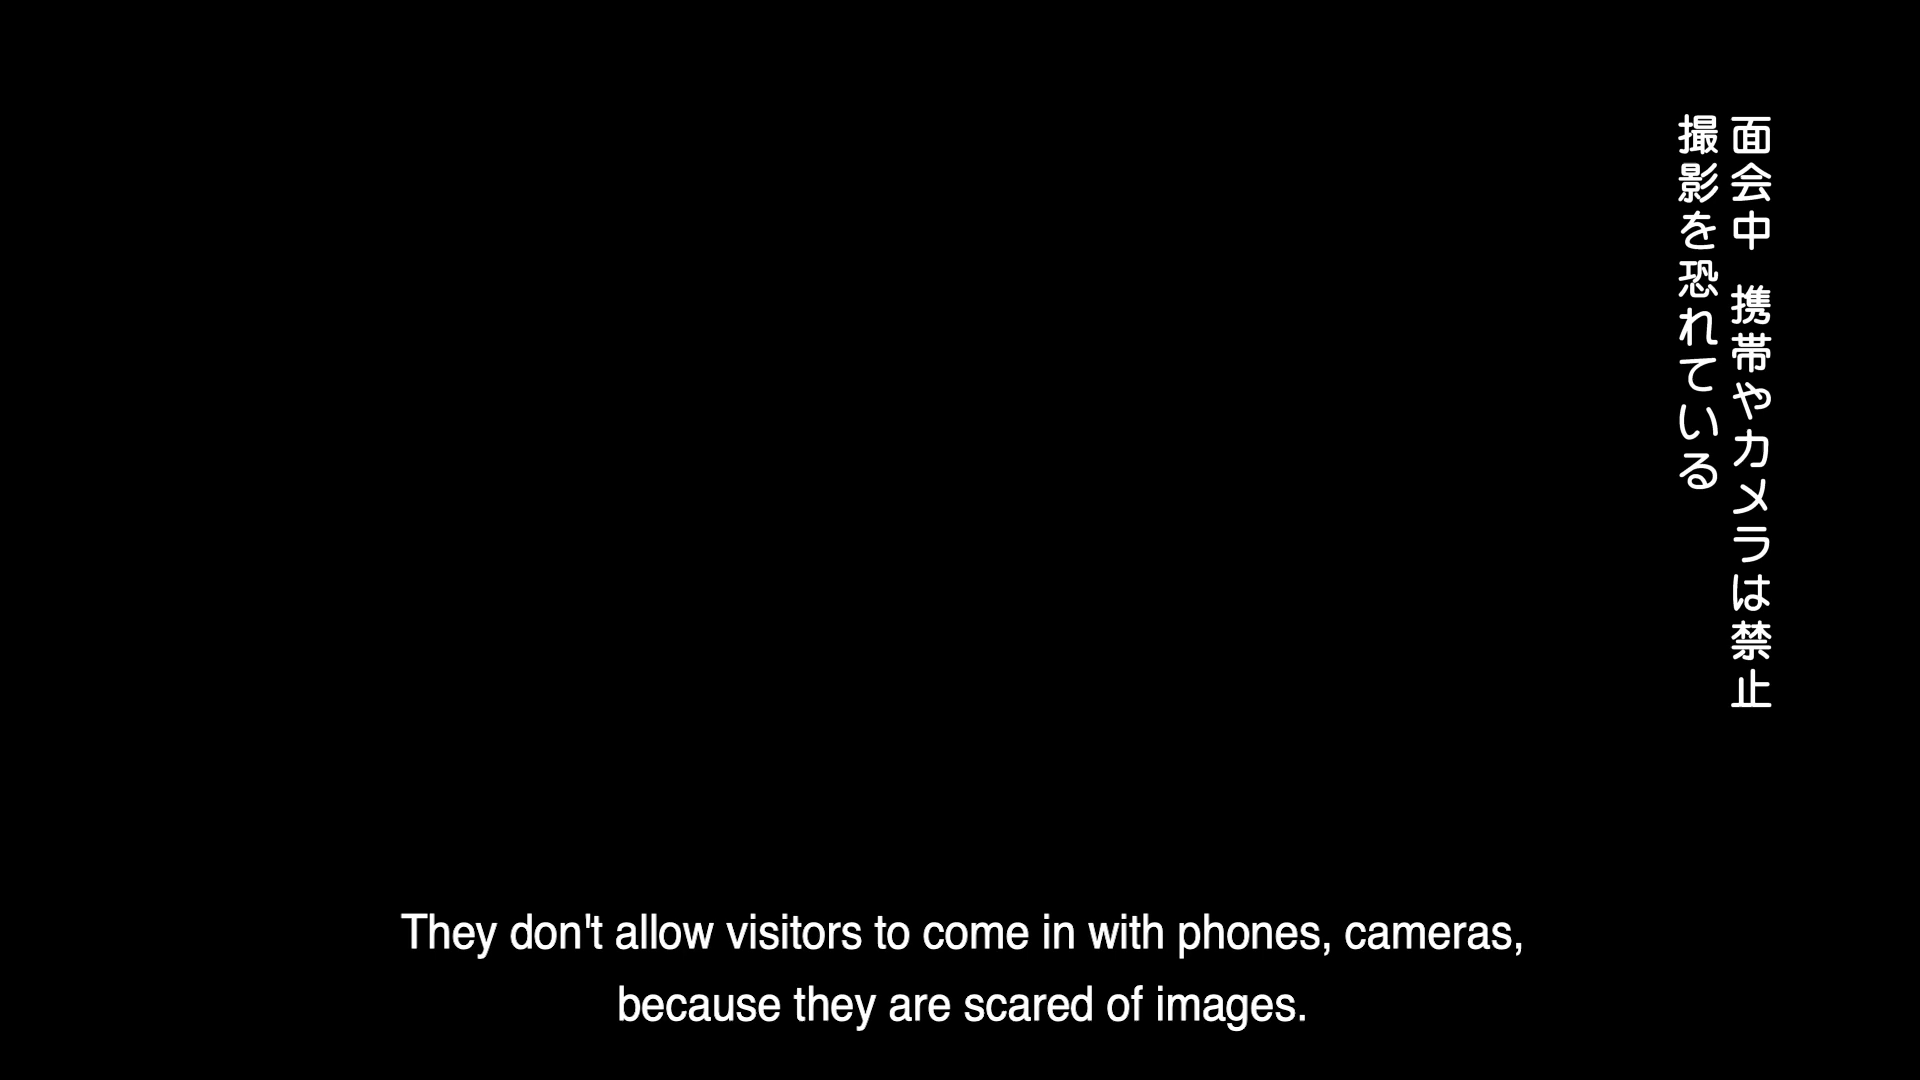 面会中 携帯やカメラは禁止
撮影を恐れている
They don't allow visitors to come in with phones, cameras,
because they are scared of images.